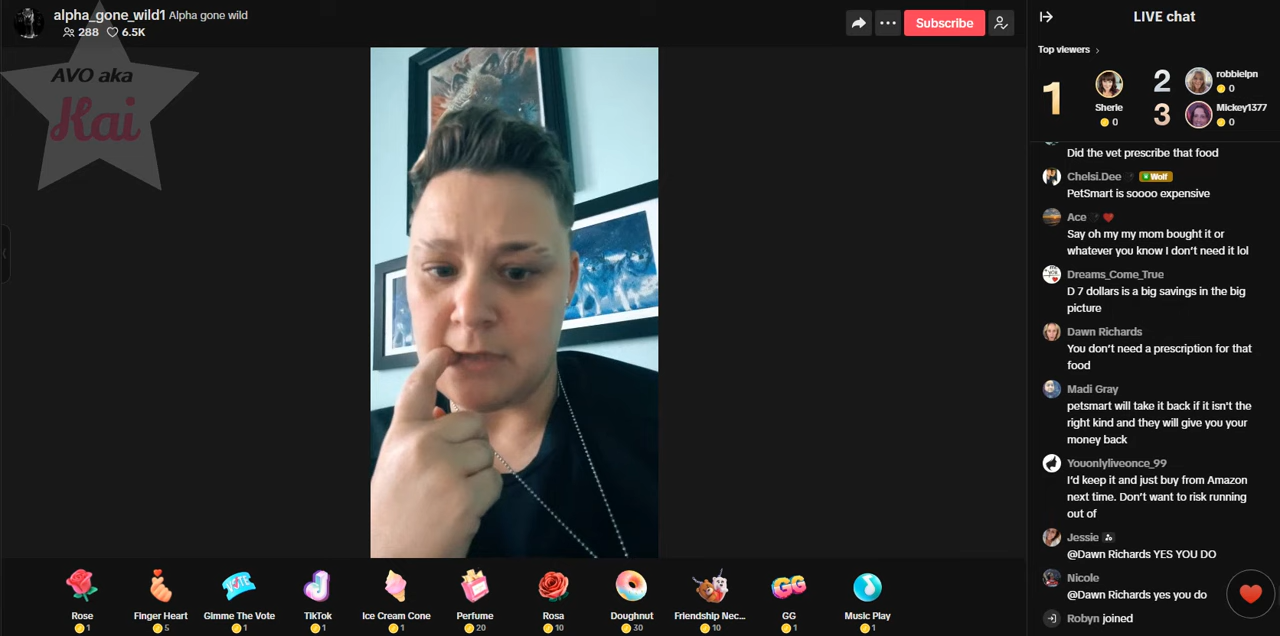 alpha_gone_wild1 Alpha gone wild
288 6.5K
Subscribe
AVO aka
Kai
LIVE chat
Top viewers
1
Sherle
0
2
robbielpn
0
3
Mickey1377
0
Did the vet prescribe that food
Chelsi.Dee Wolf
PetSmart is soooo expensive
Ace
Say oh my my mom bought it or
whatever you know I don't need it lol
Dreams_Come_True
D 7 dollars is a big savings in the big
picture
Dawn Richards
You don't need a prescription for that
food
Madi Gray
petsmart will take it back if it isn't the
right kind and they will give you your
money back
Youonlyliveonce_99
I'd keep it and just buy from Amazon
next time. Don't want to risk running
out of
Jessie
@Dawn Richards YES YOU DO
Nicole
@Dawn Richards yes you do
Robyn joined
VOTE
GG
Rose
1
Finger Heart
5
Gimme The Vote
1
TikTok
1
Ice Cream Cone
1
Perfume
20
Rosa
10
Doughnut
30
Friendship Nec...
10
GG
1
Music Play
1